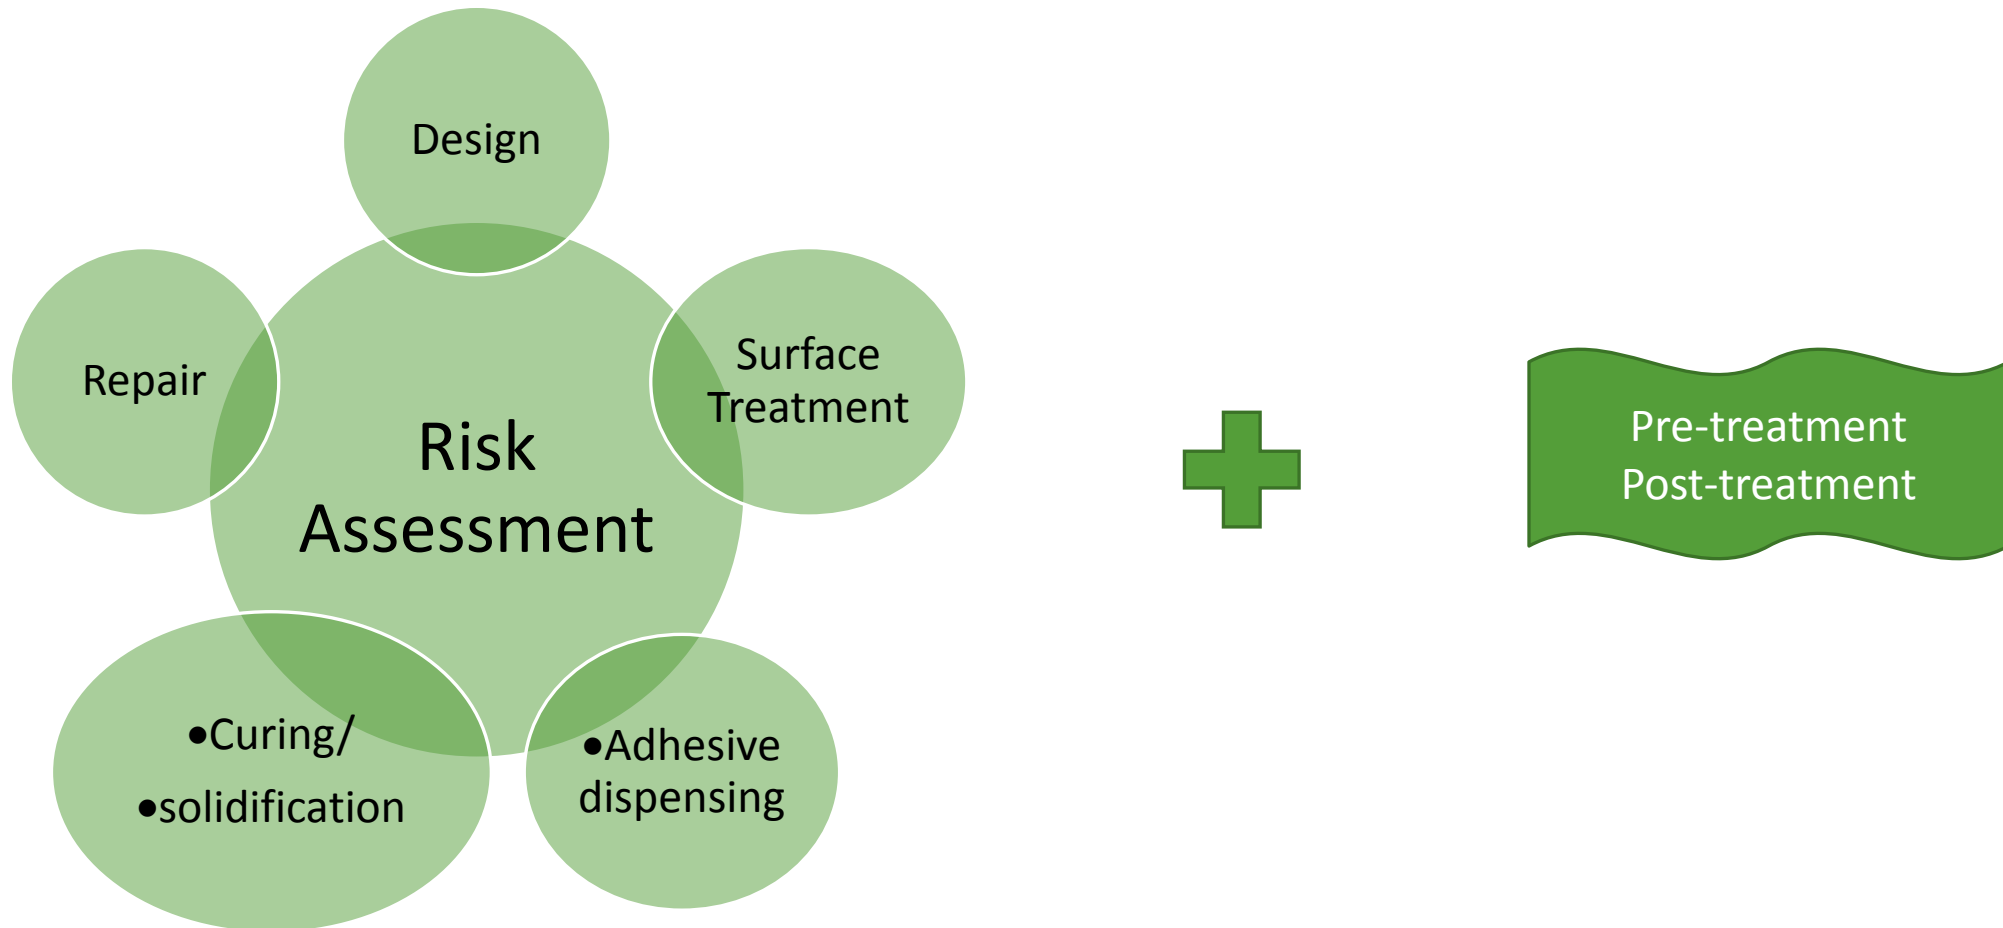 Design
Repair
Surface
Treatment
Risk
Assessment
•Curing/
•solidification
•Adhesive
dispensing
Pre-treatment
Post-treatment